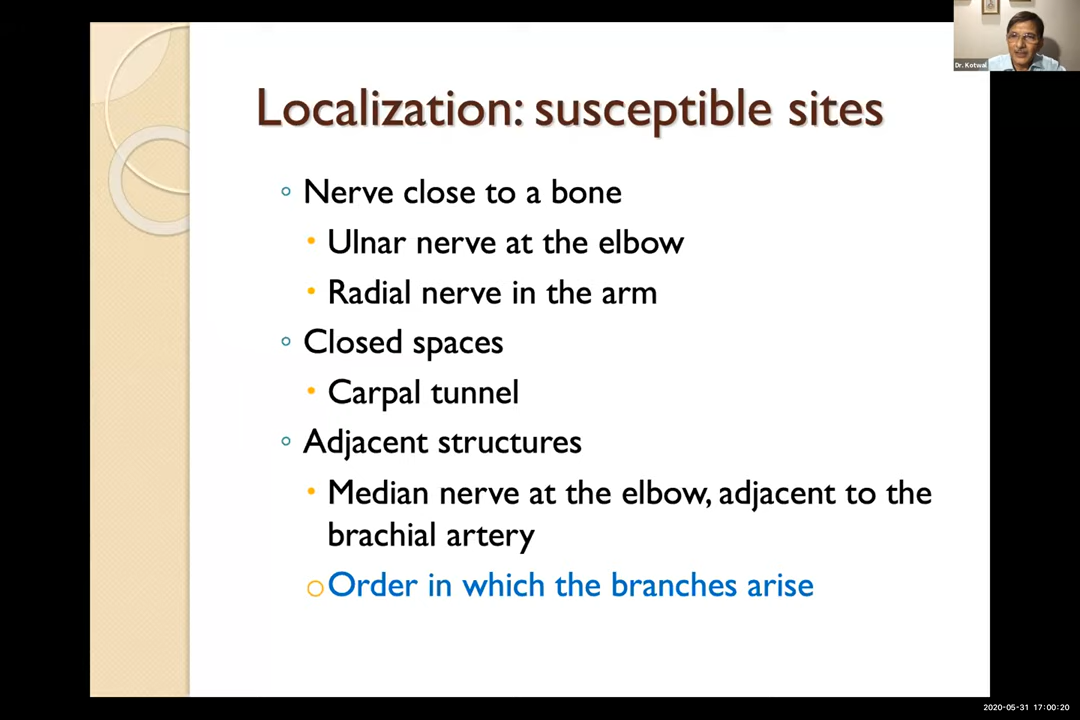 Dr. Kotwal
Localization: susceptible sites
Nerve close to a bone
Ulnar nerve at the elbow
Radial nerve in the arm
Closed spaces
Carpal tunnel
Adjacent structures
Median nerve at the elbow, adjacent to the
brachial artery
Order in which the branches arise
2020-05-31 17:00:20